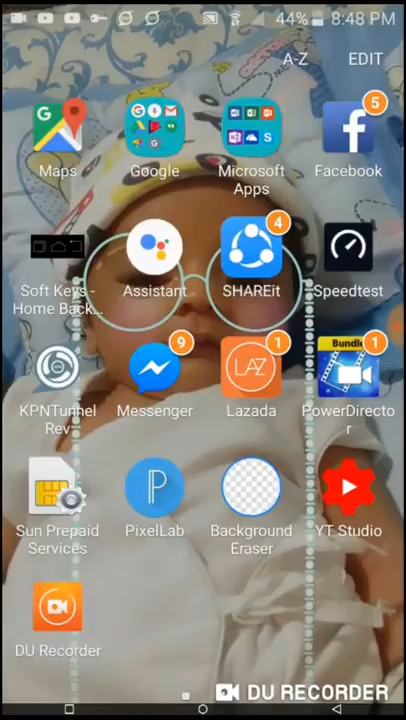 44% 8:48 PM
A-Z EDIT
5
Maps Google Microsoft Apps Facebook
4
Soft Keys - Home Back... Assistant SHAREit Speedtest
9 1 Bundle 1
LAZ
KPNTunnel Rev Messenger Lazada PowerDirector
Sun Prepaid Services PixelLab Background Eraser YT Studio
DU Recorder
DU RECORDER